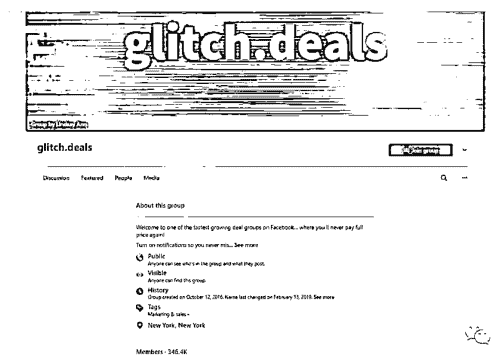 glitch.deals
glitch.deals
Discussion Featured People Media
About this group
Welcome to one of the fastest growing deal groups on Facebook... where you'll never pay full
price again!
Turn on notifications so you never mis... See more
Public
Anyone can see who's in the group and what they post.
Visible
Anyone can find this group.
History
Group created on October 12, 2016. Name last changed on February 13, 2019. See more
Tags
Marketing & sales
New York, New York
Members · 346.4K